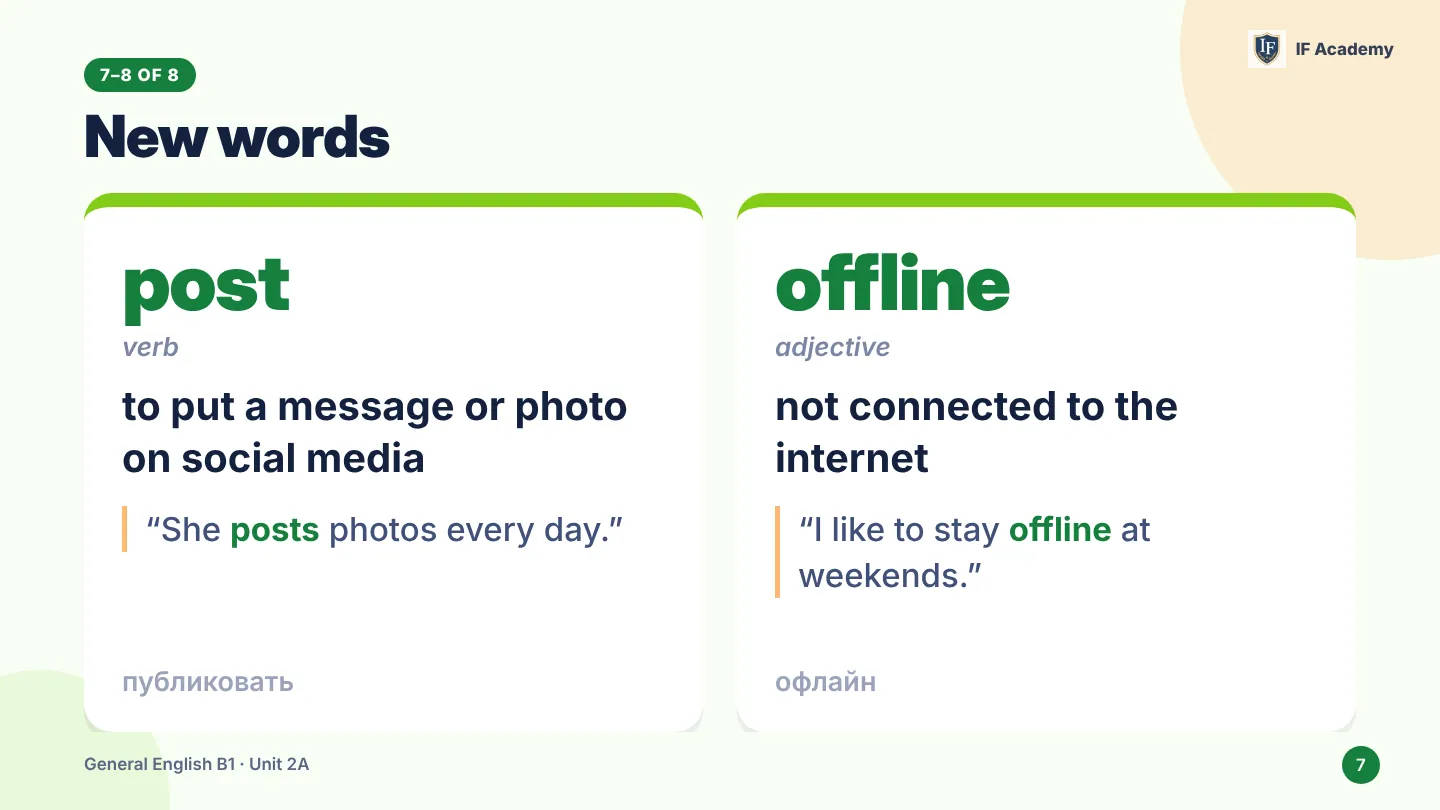 7–8 OF 8
IF Academy
New words
post
verb
to put a message or photo
on social media
“She posts photos every day.”
публиковать
offline
adjective
not connected to the
internet
“I like to stay offline at
weekends.”
офлайн
General English B1 · Unit 2A
7